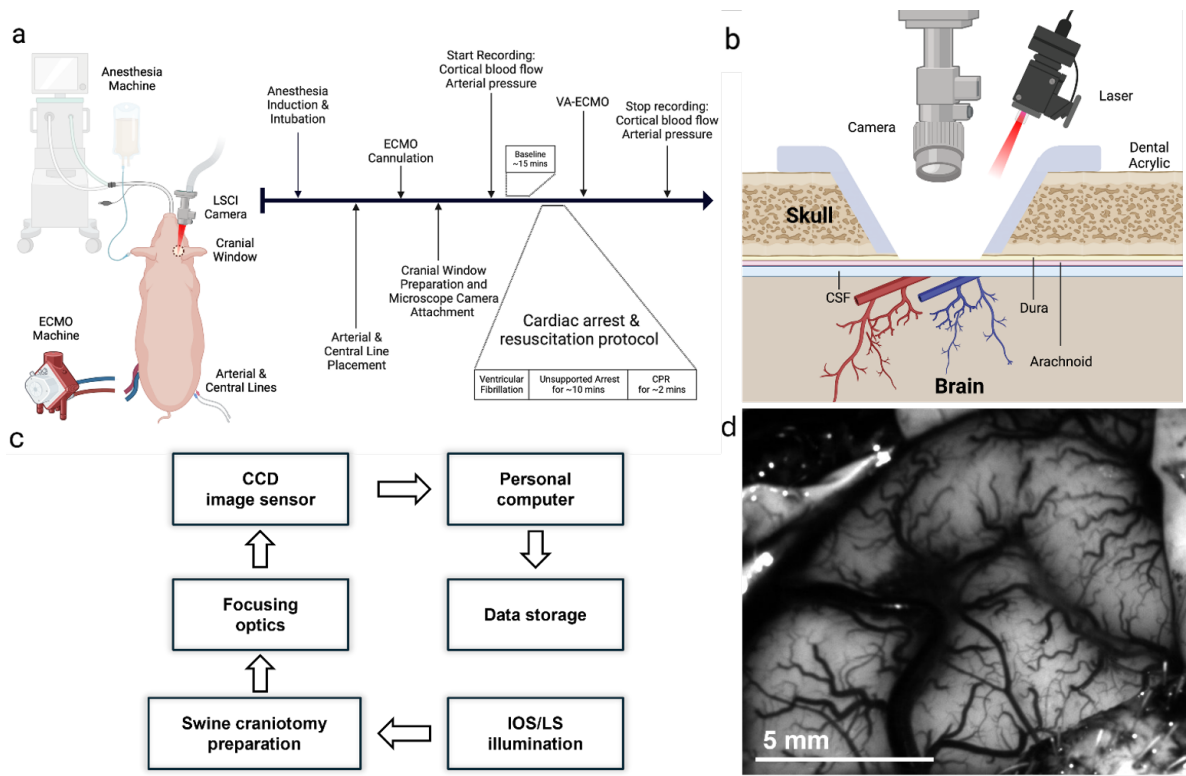 a
Anesthesia
Machine
LSCI
Camera
Cranial
Window
ECMO
Machine
Arterial &
Central Lines
Anesthesia
Induction &
Intubation
ECMO
Cannulation
Start Recording:
Cortical blood flow
Arterial pressure
Baseline
~15 mins
VA-ECMO
Stop recording:
Cortical blood flow
Arterial pressure
Arterial &
Central Line
Placement
Cranial Window
Preparation and
Microscope Camera
Attachment
Cardiac arrest &
resuscitation protocol
Ventricular
Fibrillation
Unsupported Arrest
for ~10 mins
CPR
for ~2 mins
b
Camera
Laser
Dental
Acrylic
Skull
CSF
Dura
Arachnoid
Brain
c
CCD
image sensor
Personal
computer
Focusing
optics
Data storage
Swine craniotomy
preparation
IOS/LS
illumination
d
5 mm